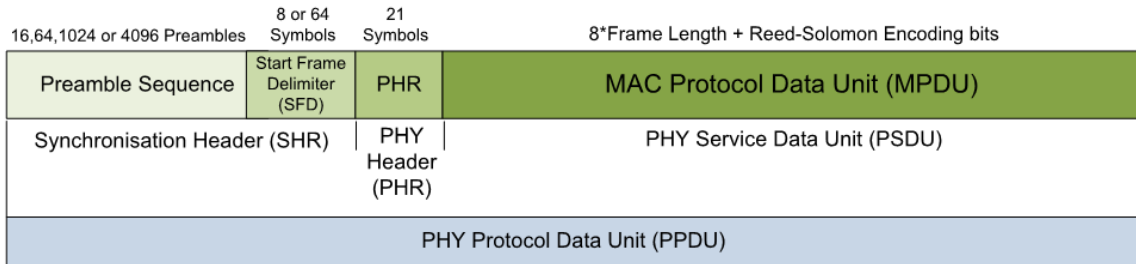 8 or 64
Symbols
21
Symbols
16,64,1024 or 4096 Preambles
8*Frame Length + Reed-Solomon Encoding bits
Preamble Sequence
Start Frame
Delimiter
(SFD)
PHR
MAC Protocol Data Unit (MPDU)
Synchronisation Header (SHR)
PHY
Header
(PHR)
PHY Service Data Unit (PSDU)
PHY Protocol Data Unit (PPDU)